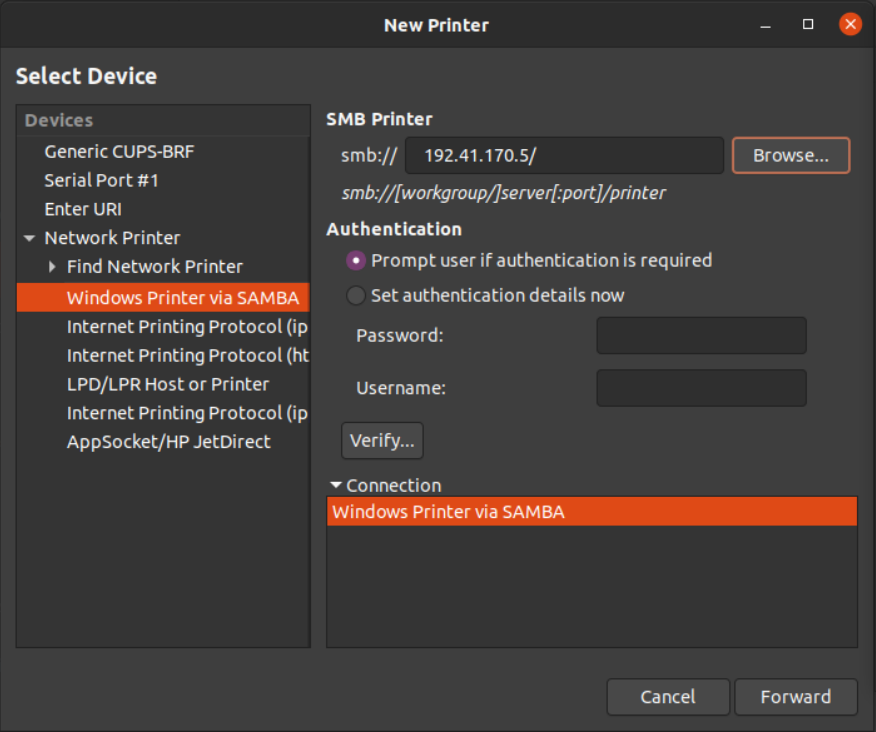 New Printer
Select Device
Devices
Generic CUPS-BRF
Serial Port #1
Enter URI
Network Printer
Find Network Printer
Windows Printer via SAMBA
Internet Printing Protocol (ip
Internet Printing Protocol (ht
LPD/LPR Host or Printer
Internet Printing Protocol (ip
AppSocket/HP JetDirect
SMB Printer
smb:// 192.41.170.5/ Browse...
smb://[workgroup/]server[:port]/printer
Authentication
Prompt user if authentication is required
Set authentication details now
Password:
Username:
Verify...
Connection
Windows Printer via SAMBA
Cancel Forward